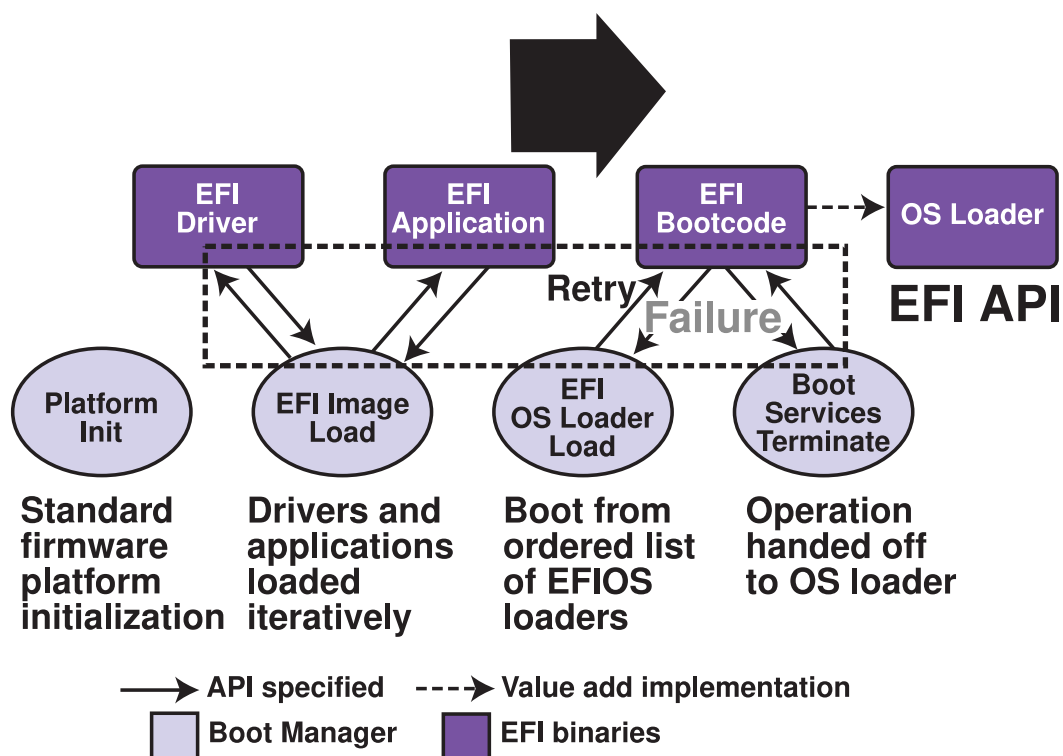 EFI
Driver
EFI
Application
EFI
Bootcode
OS Loader
Retry
Failure
EFI API
Platform
Init
EFI Image
Load
EFI
OS Loader
Load
Boot
Services
Terminate
Standard
firmware
platform
initialization
Drivers and
applications
loaded
iteratively
Boot from
ordered list
of EFIOS
loaders
Operation
handed off
to OS loader
API specified
Value add implementation
Boot Manager
EFI binaries